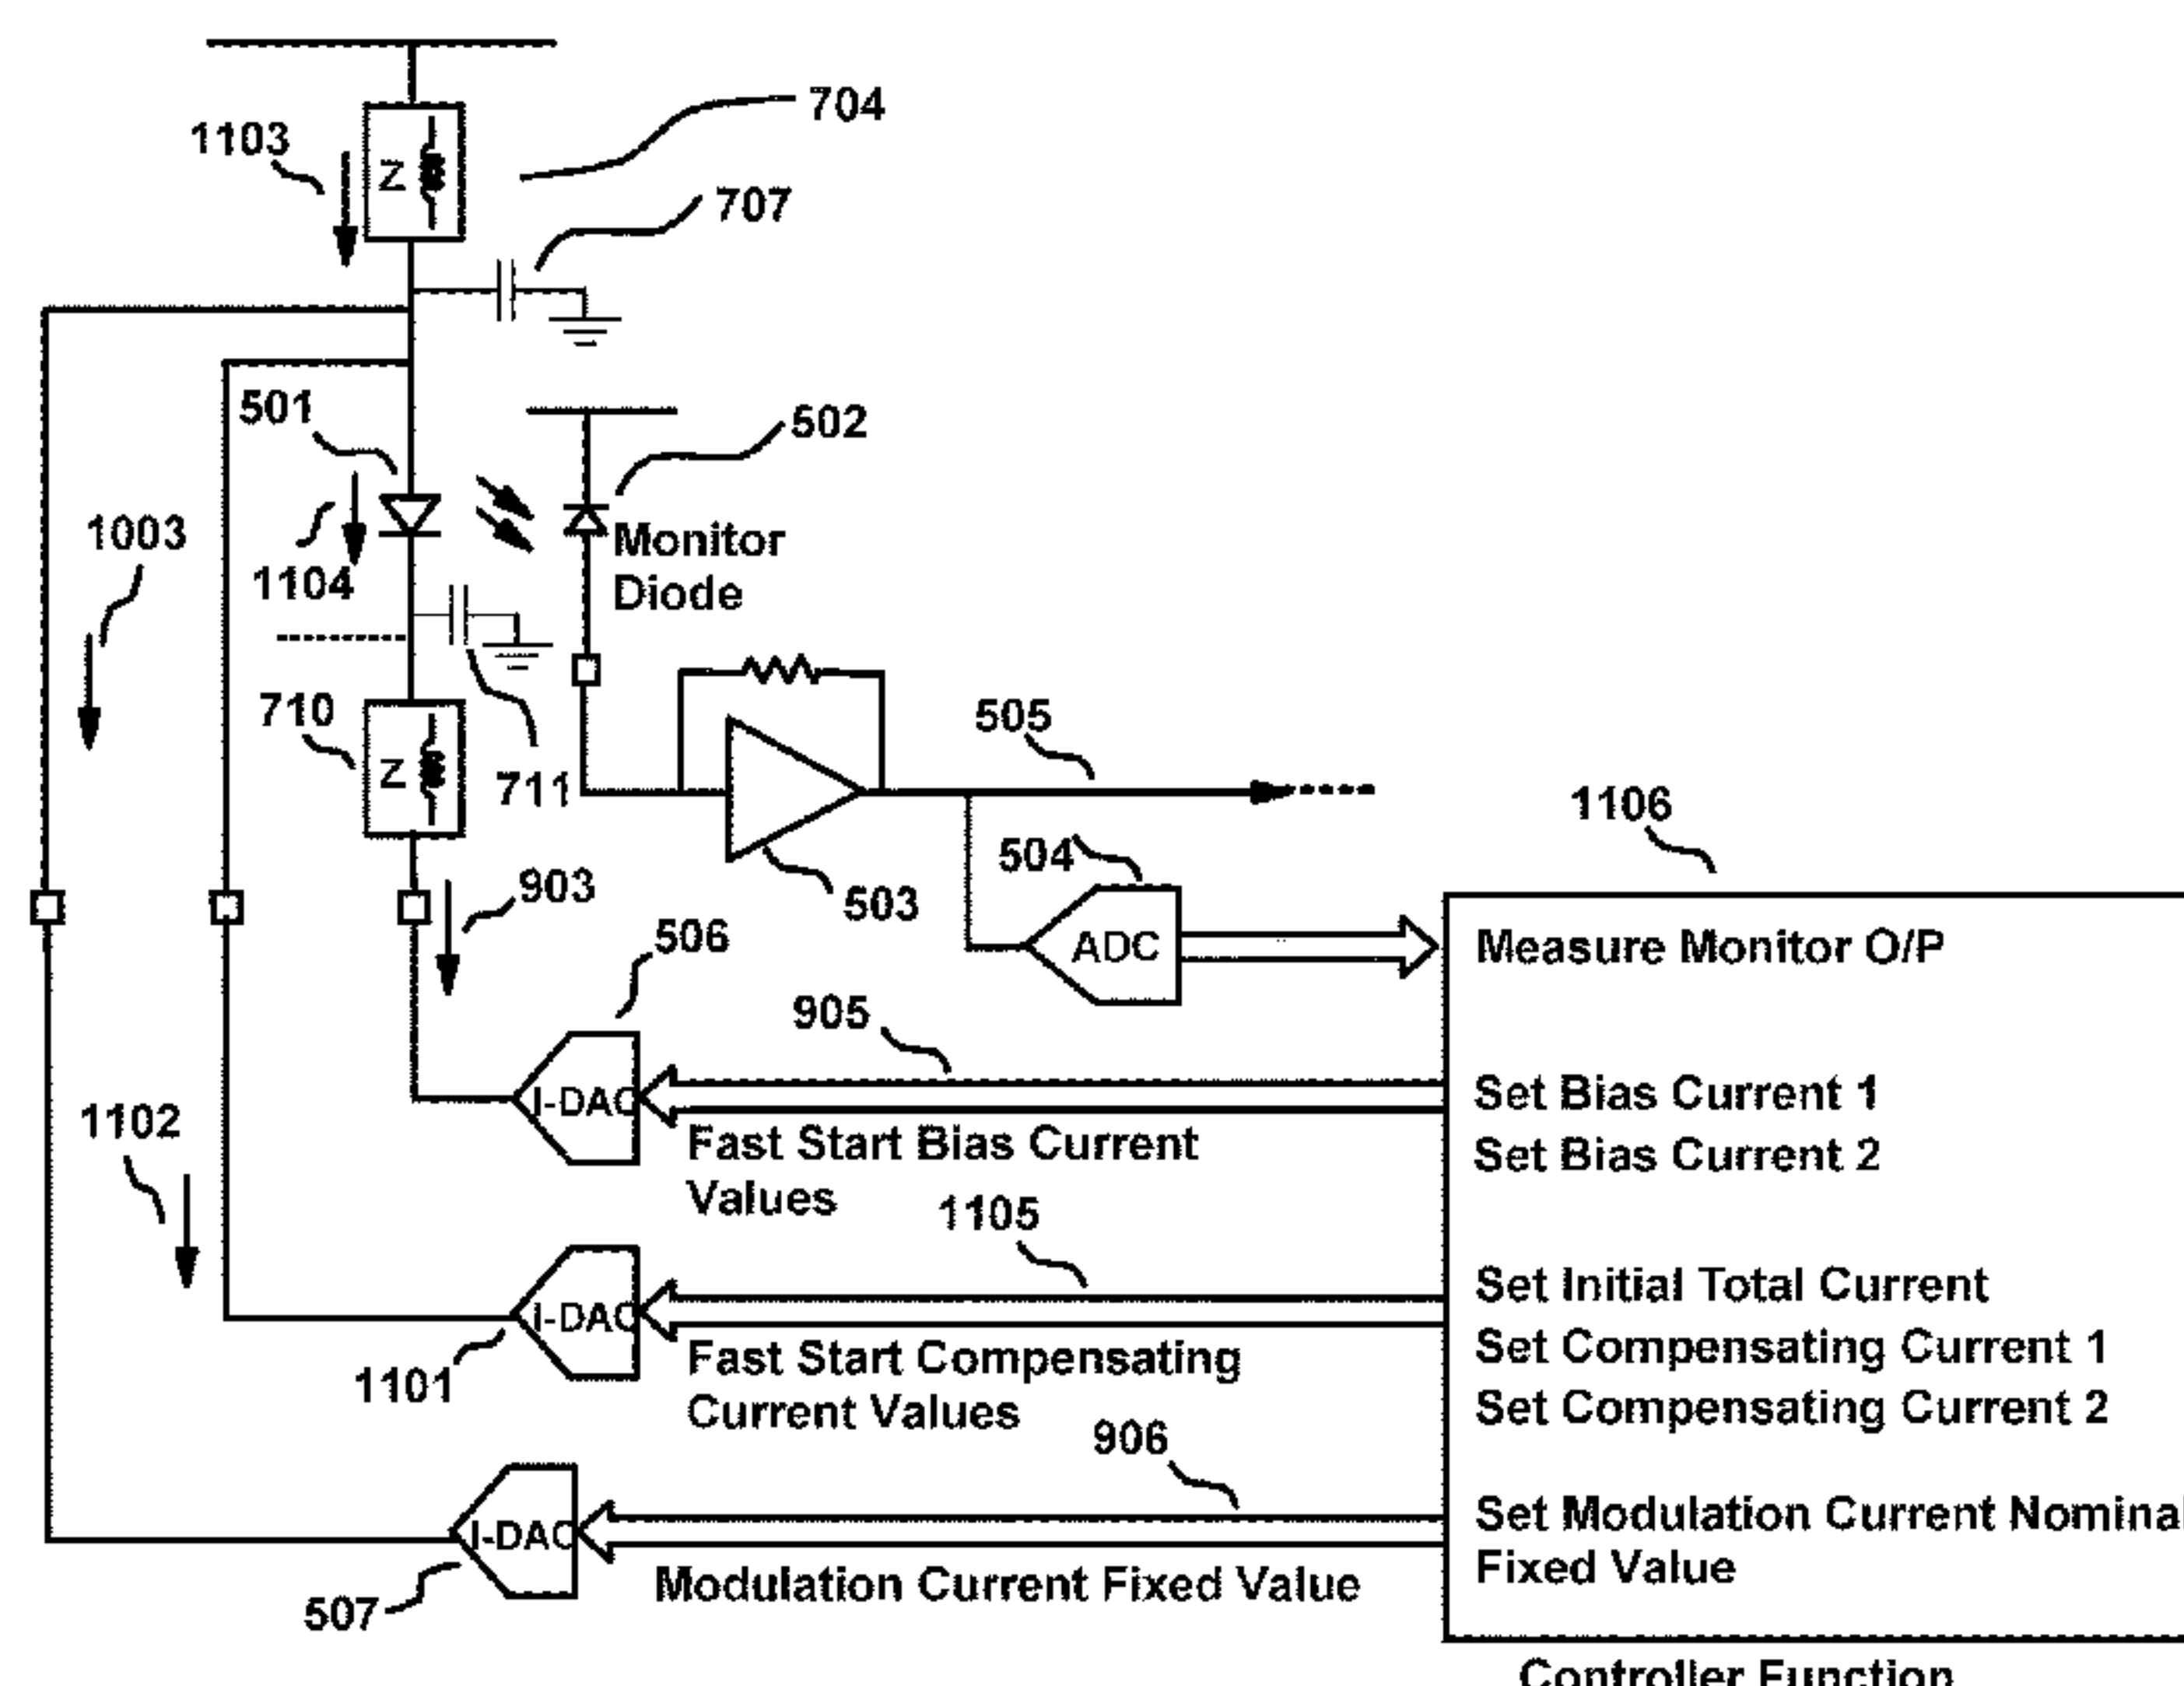 704
1103
Z
707
501
502
1003
Monitor
Diode
1104
710
Z
711
505
1106
504
903
503
506
ADC
Measure Monitor O/P
905
I-DAC
Set Bias Current 1
1102
Fast Start Bias Current
Values
Set Bias Current 2
1105
I-DAC
Set Initial Total Current
1101
Fast Start Compensating
Current Values
Set Compensating Current 1
Set Compensating Current 2
906
I-DAC
Set Modulation Current Nominal
Fixed Value
Modulation Current Fixed Value
507
Controller Function